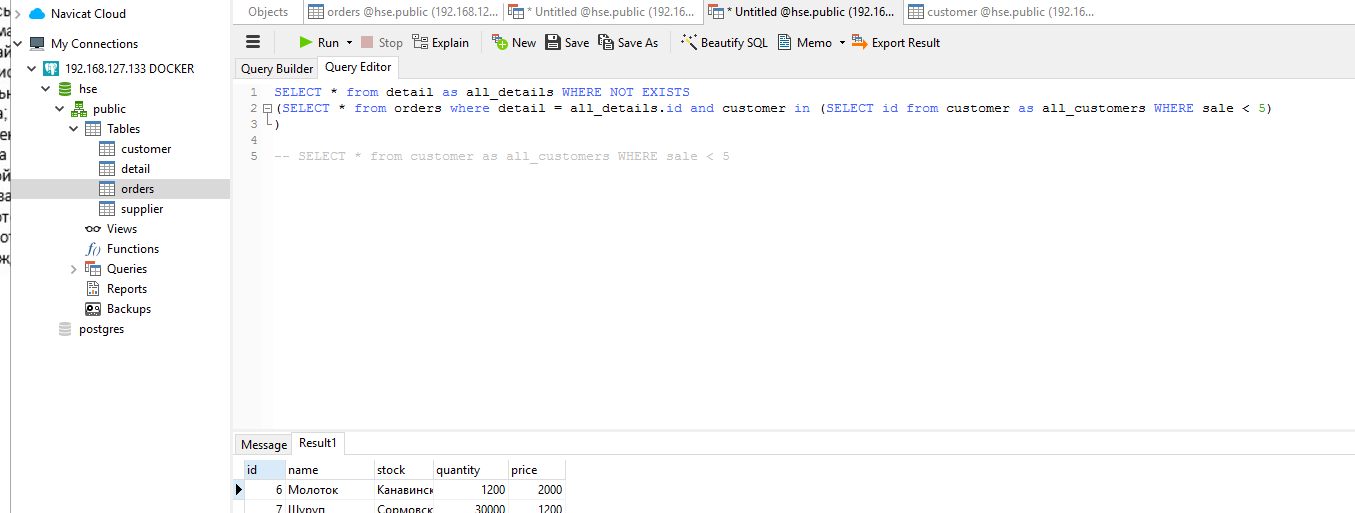 Navicat Cloud
My Connections
192.168.127.133 DOCKER
hse
public
Tables
customer
detail
orders
supplier
Views
Functions
Queries
Reports
Backups
postgres
Objects
orders @hse.public (192.168.12...
* Untitled @hse.public (192.16...
* Untitled @hse.public (192.16...
customer @hse.public (192.16...
Run Stop Explain New Save Save As Beautify SQL Memo Export Result
Query Builder Query Editor
1 SELECT * from detail as all_details WHERE NOT EXISTS
2 (SELECT * from orders where detail = all_details.id and customer in (SELECT id from customer as all_customers WHERE sale < 5)
3 )
4
5 -- SELECT * from customer as all_customers WHERE sale < 5
Message Result1
id name stock quantity price
6 Молоток Канавинск 1200 2000
7 Шуруп Сормовск 30000 1200